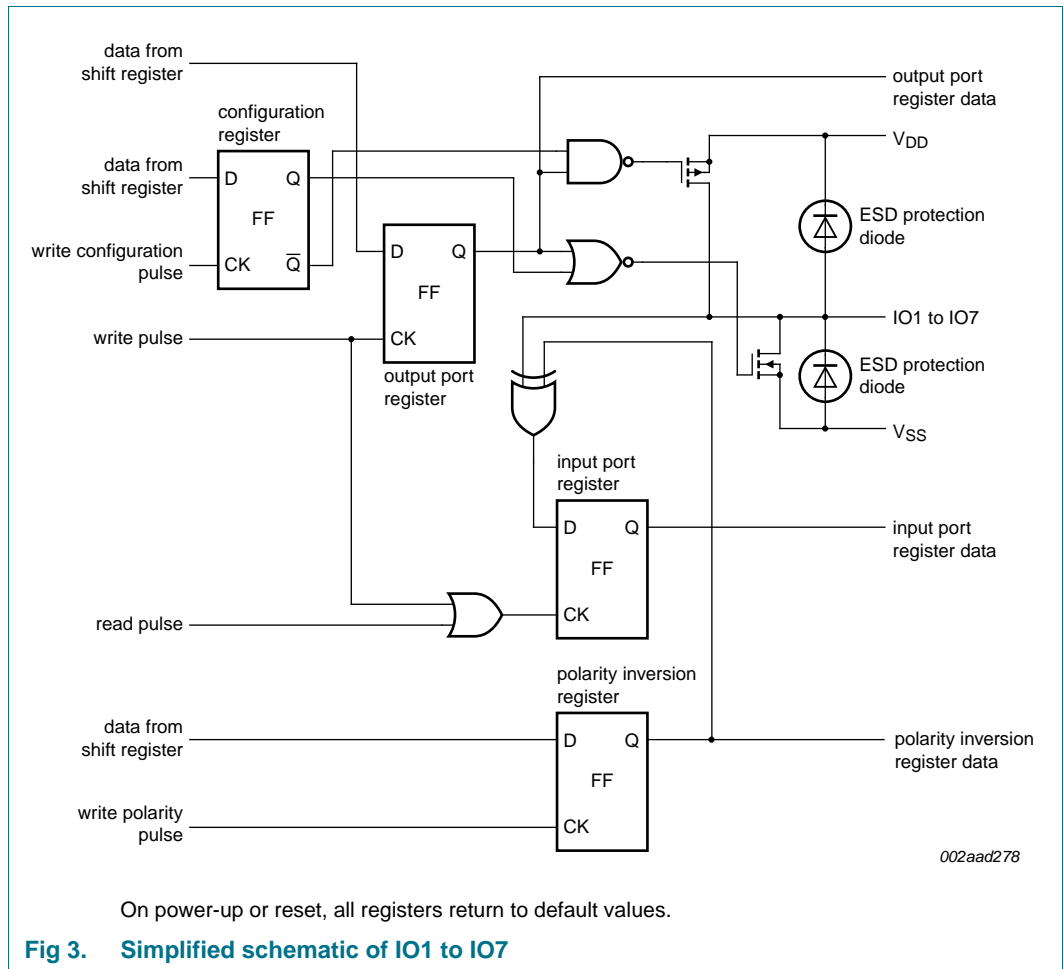 data from
shift register
configuration
register
data from
shift register
write configuration
pulse
D
Q
FF
CK
Q̅
write pulse
D
Q
FF
CK
output port
register
output port
register data
VDD
ESD protection
diode
IO1 to IO7
ESD protection
diode
VSS
input port
register
D
Q
FF
CK
input port
register data
read pulse
polarity inversion
register
data from
shift register
D
Q
FF
CK
write polarity
pulse
polarity inversion
register data
002aad278
On power-up or reset, all registers return to default values.
Fig 3. Simplified schematic of IO1 to IO7